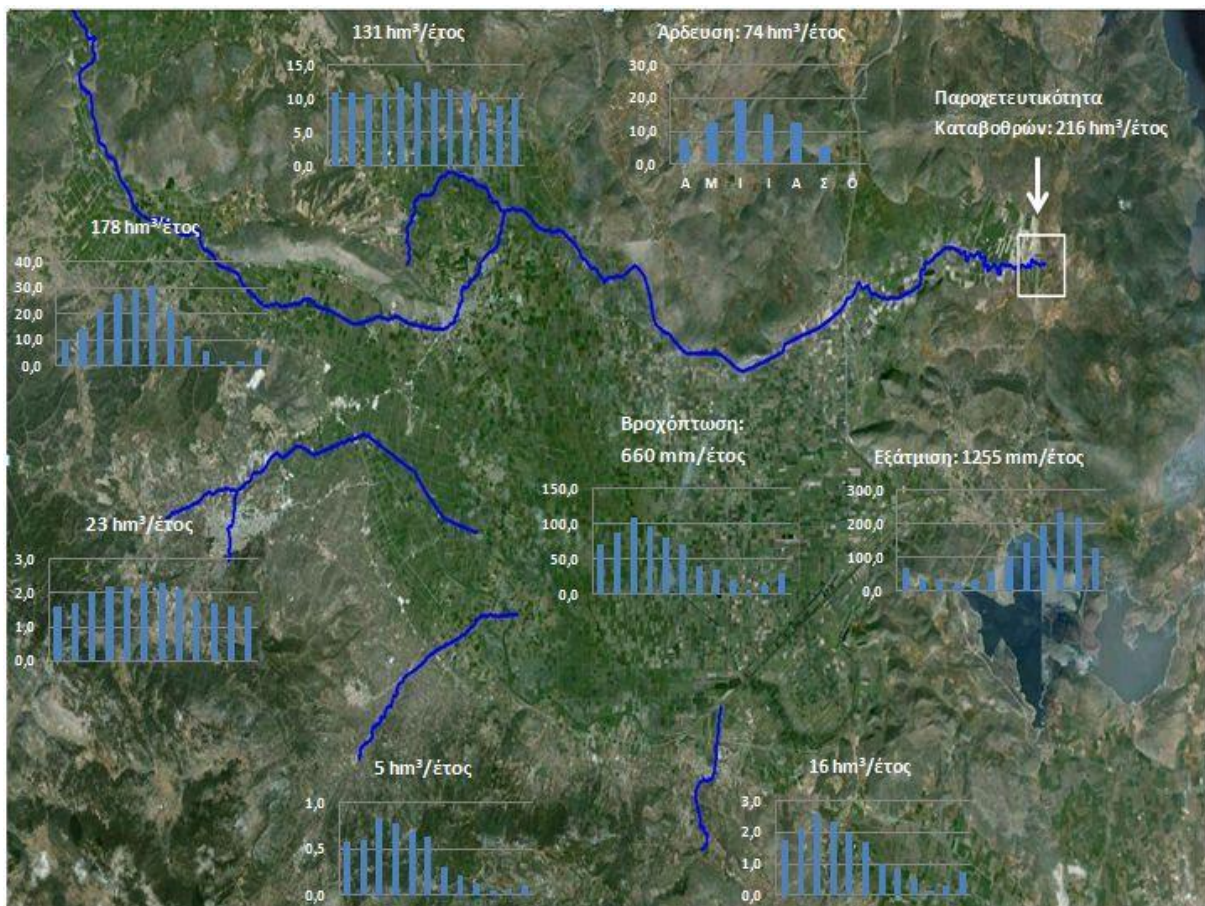 131 hm³/έτος
15,0
10,0
5,0
0,0
Άρδευση: 74 hm³/έτος
30,0
20,0
10,0
0,0
Α Μ Ι Ι Α Σ Ο
Παροχετευτικότητα
Καταβοθρών: 216 hm³/έτος
178 hm³/έτος
40,0
30,0
20,0
10,0
0,0
Βροχόπτωση:
660 mm/έτος
150,0
100,0
50,0
0,0
Εξάτμιση: 1255 mm/έτος
300,0
200,0
100,0
0,0
23 hm³/έτος
3,0
2,0
1,0
0,0
5 hm³/έτος
1,0
0,5
0,0
16 hm³/έτος
3,0
2,0
1,0
0,0